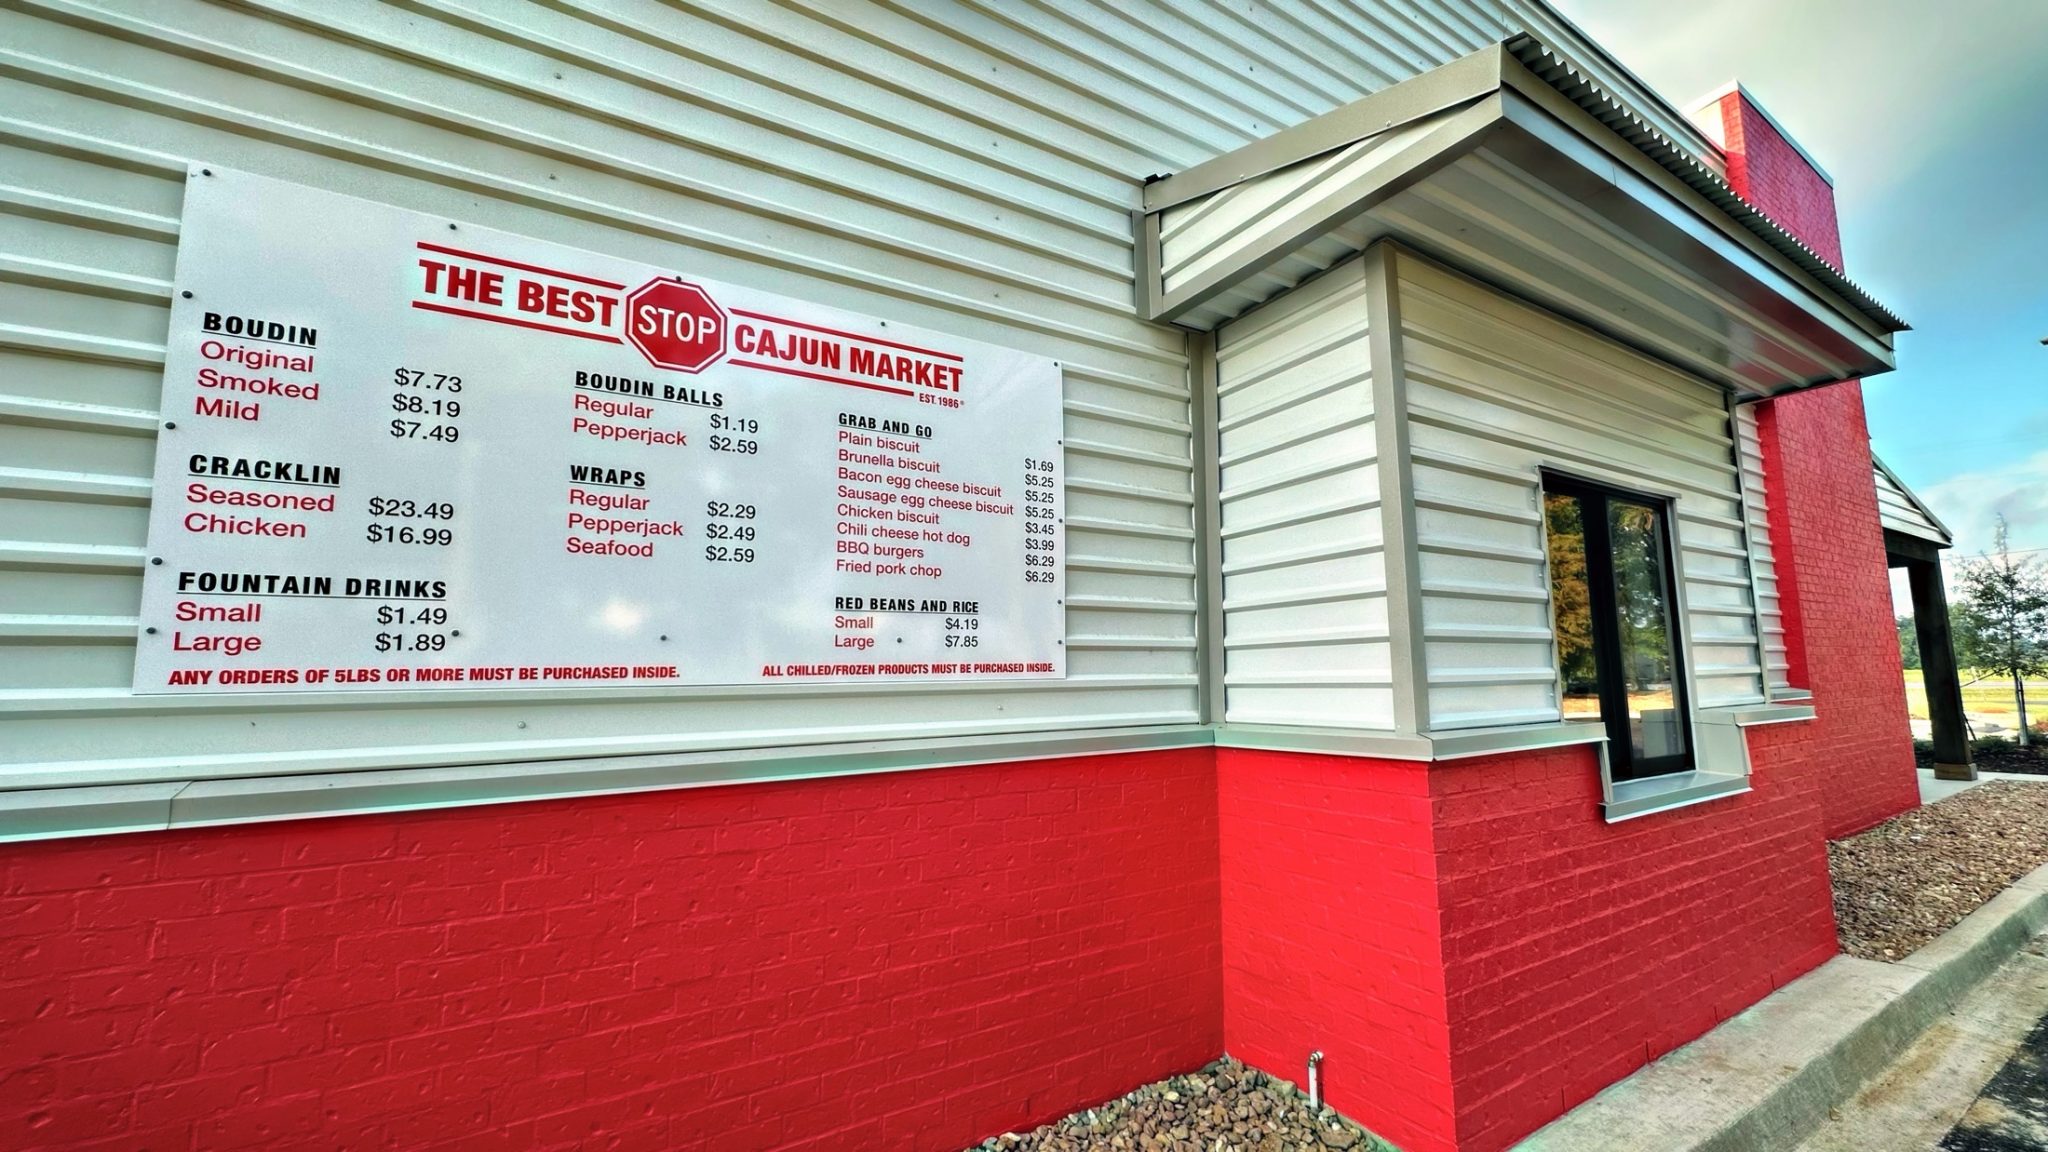 THE BEST STOP CAJUN MARKET
EST. 1986®
BOUDIN
Original $7.73
Smoked $8.19
Mild $7.49
CRACKLIN
Seasoned $23.49
Chicken $16.99
FOUNTAIN DRINKS
Small $1.49
Large $1.89
BOUDIN BALLS
Regular $1.19
Pepperjack $2.59
WRAPS
Regular $2.29
Pepperjack $2.49
Seafood $2.59
GRAB AND GO
Plain biscuit $1.69
Brunella biscuit $5.25
Bacon egg cheese biscuit $5.25
Sausage egg cheese biscuit $5.25
Chicken biscuit $3.45
Chili cheese hot dog $3.99
BBQ burgers $6.29
Fried pork chop $6.29
RED BEANS AND RICE
Small $4.19
Large $7.85
ANY ORDERS OF 5LBS OR MORE MUST BE PURCHASED INSIDE.
ALL CHILLED/FROZEN PRODUCTS MUST BE PURCHASED INSIDE.